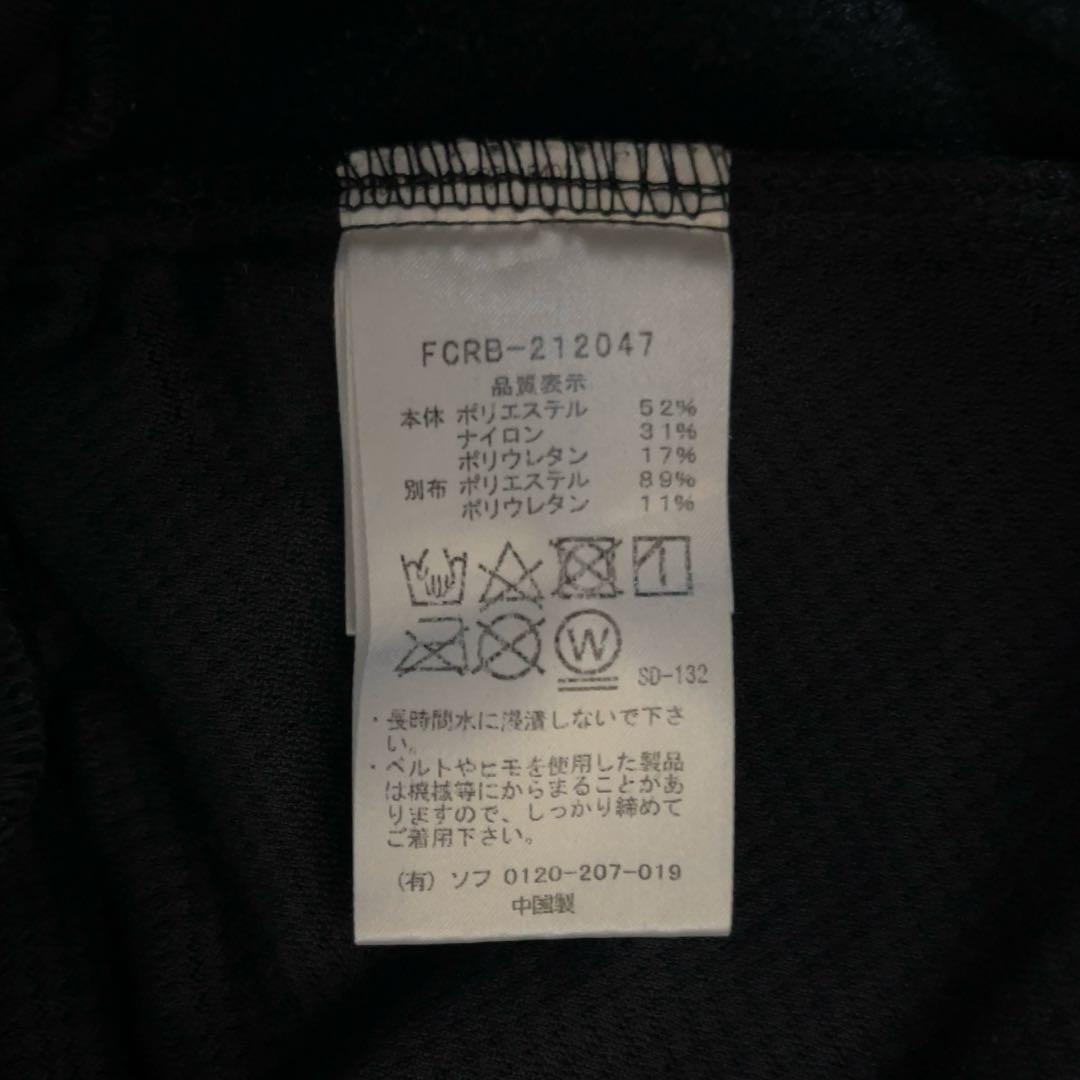 FCRB-212047
品質表示
本体 ポリエステル 52%
ナイロン 31%
ポリウレタン 17%
別布 ポリエステル 89%
ポリウレタン 11%
W
SD-132
・長時間水に浸漬しないで下さ
い。
・ベルトやヒモを使用した製品
は機械等にからまることがあ
りますので、しっかり締めて
ご着用下さい。
(有) ソフ 0120-207-019
中国製